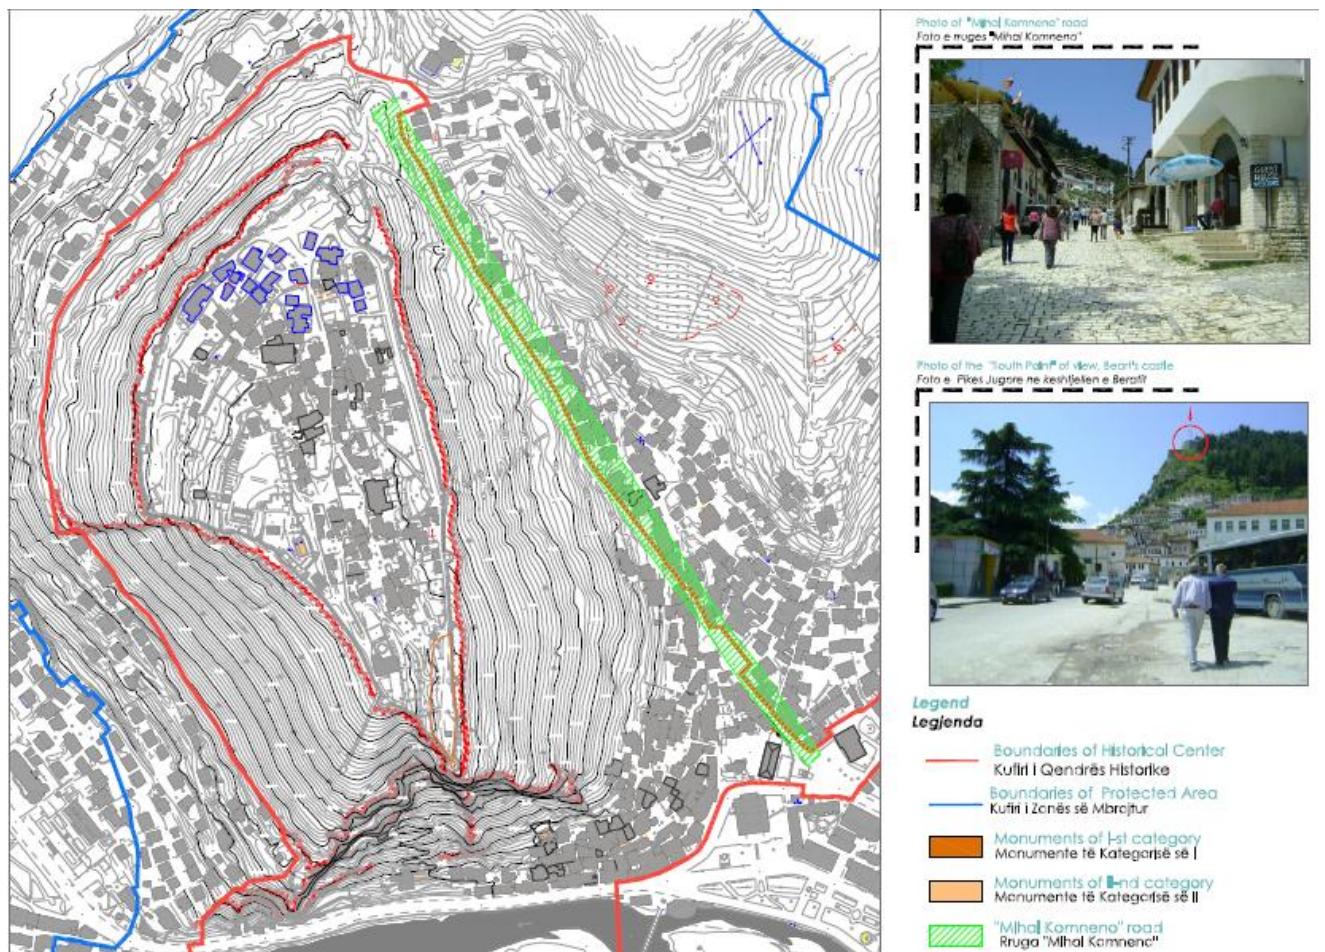 Photo of "Mihal Komneno" road
Foto e rruges "Mihal Komneno"
Photo of the "South Point" of view, Berat's castle
Foto e Pikes Jugore ne keshtjellen e Beratit
Legend
Legjenda
Boundaries of Historical Center
Kufiri i Qendrës Historike
Boundaries of Protected Area
Kufiri i Zonës së Mbrojtur
Monuments of I-st category
Monumente të Kategorisë së I
Monuments of II-nd category
Monumente të Kategorisë së II
"Mihal Komneno" road
Rruga "Mihal Komneno"